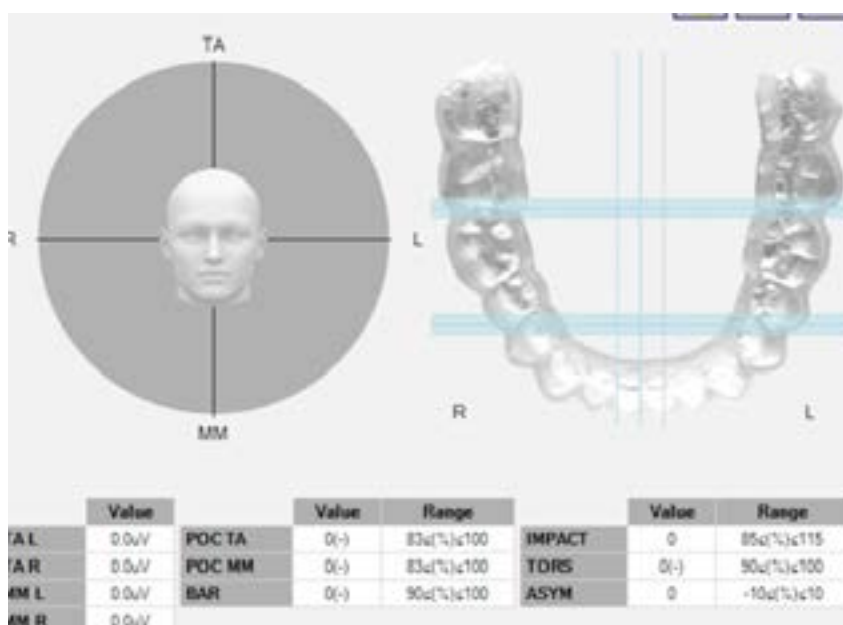 TA
R
L
MM
R
L
Value
Value
Range
Value
Range
TA L
0.0uV
POC TA
0(-)
83≤(%)≤100
IMPACT
0
85≤(%)≤115
TA R
0.0uV
POC MM
0(-)
83≤(%)≤100
TORS
0(-)
90≤(%)≤100
MM L
0.0uV
BAR
0(-)
90≤(%)≤100
ASYM
0
-10≤(%)≤10
MM R
0.0uV